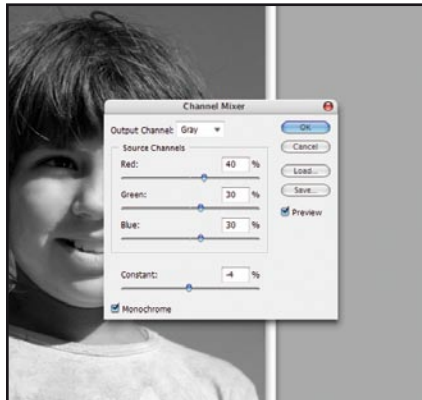 Channel Mixer
Output Channel: Gray
OK
Source Channels
Cancel
Red: 40 %
Load...
Save...
Green: 30 %
Preview
Blue: 30 %
Constant: -4 %
Monochrome